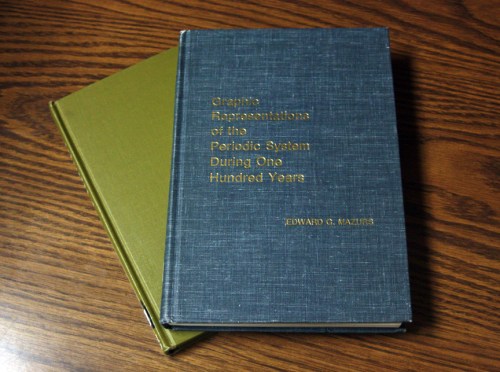 Graphic
Representations
of the
Periodic System
During One
Hundred Years
EDWARD G. MAZURS